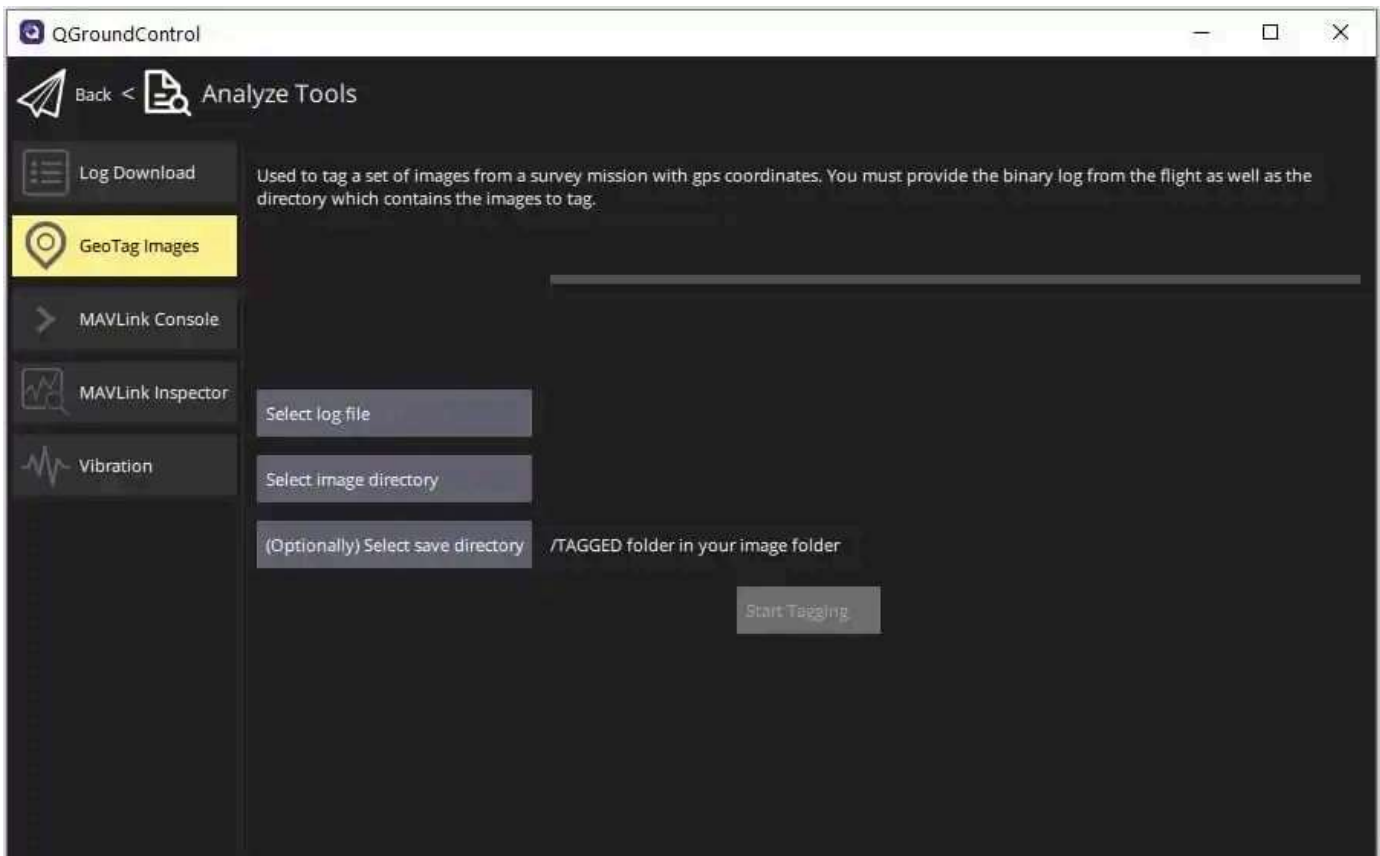 QGroundControl
Back < Analyze Tools
Log Download
GeoTag Images
MAVLink Console
MAVLink Inspector
Vibration
Used to tag a set of images from a survey mission with gps coordinates. You must provide the binary log from the flight as well as the
directory which contains the images to tag.
Select log file
Select image directory
(Optionally) Select save directory /TAGGED folder in your image folder
Start Tagging